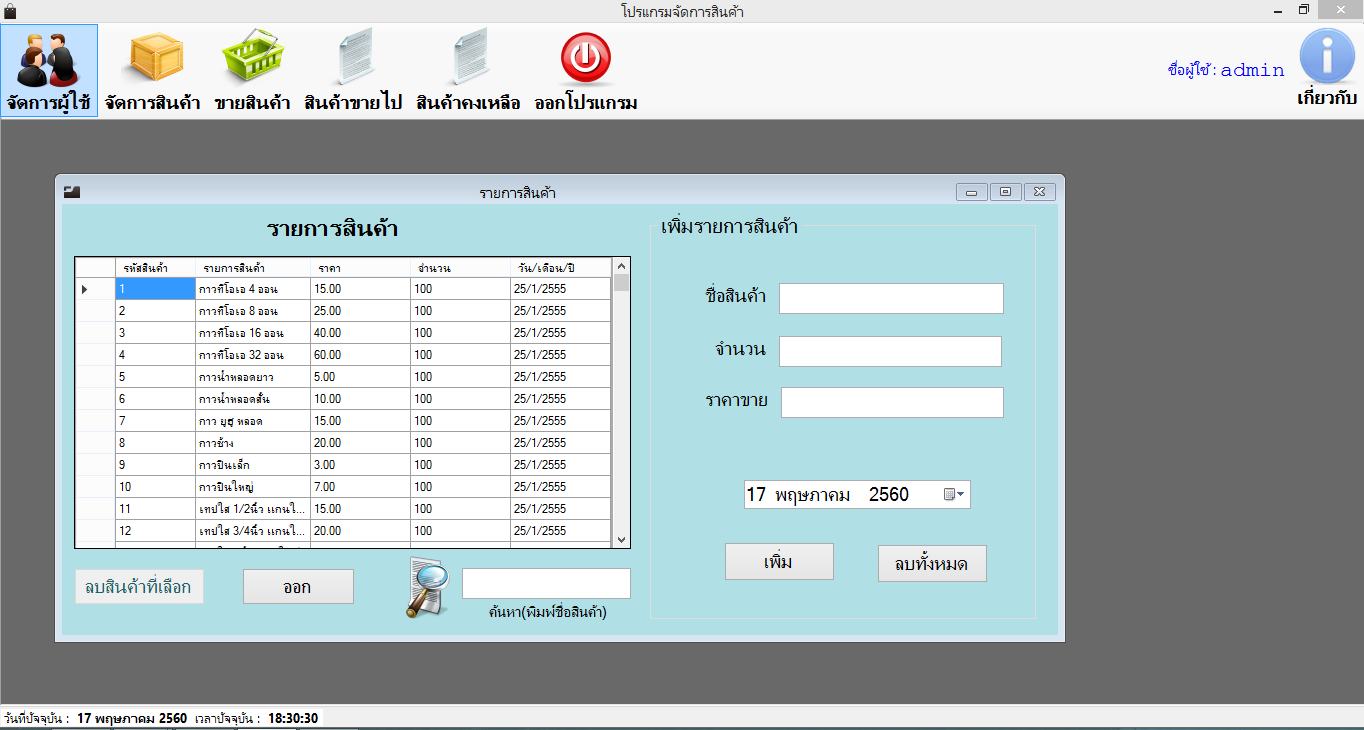 โปรแกรมจัดการสินค้า
จัดการผู้ใช้ จัดการสินค้า ขายสินค้า สินค้าขายไป สินค้าคงเหลือ ออกโปรแกรม
ชื่อผู้ใช้ : admin
เกี่ยวกับ
รายการสินค้า
รายการสินค้า
รหัสสินค้า รายการสินค้า ราคา จำนวน วัน/เดือน/ปี
1 กาวทีโอเอ 4 ออน 15.00 100 25/1/2555
2 กาวทีโอเอ 8 ออน 25.00 100 25/1/2555
3 กาวทีโอเอ 16 ออน 40.00 100 25/1/2555
4 กาวทีโอเอ 32 ออน 60.00 100 25/1/2555
5 กาวน้ำหลอดยาว 5.00 100 25/1/2555
6 กาวน้ำหลอดสั้น 10.00 100 25/1/2555
7 กาว ยูฮู หลอด 15.00 100 25/1/2555
8 กาวช้าง 20.00 100 25/1/2555
9 กาวปืนเล็ก 3.00 100 25/1/2555
10 กาวปืนใหญ่ 7.00 100 25/1/2555
11 เทปใส 1/2นิ้ว แกนใ... 15.00 100 25/1/2555
12 เทปใส 3/4นิ้ว แกนใ... 20.00 100 25/1/2555
ลบสินค้าที่เลือก
ออก
ค้นหา(พิมพ์ชื่อสินค้า)
เพิ่มรายการสินค้า
ชื่อสินค้า
จำนวน
ราคาขาย
17 พฤษภาคม 2560
เพิ่ม
ลบทั้งหมด
วันที่ปัจจุบัน : 17 พฤษภาคม 2560 เวลาปัจจุบัน : 18:30:30